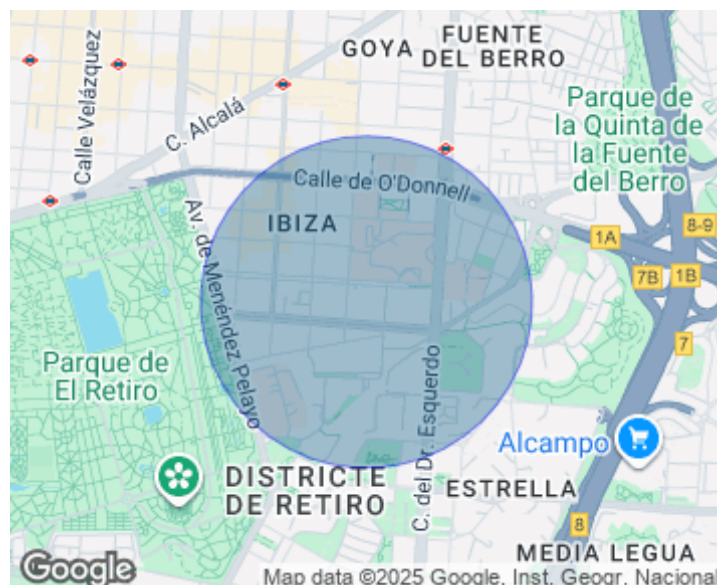 GOYA
FUENTE
DEL BERRO
Calle Velázquez
C. Alcalá
Parque de
la Quinta de
la Fuente
del Berro
Calle de O'Donnell
IBIZA
Av. de Menéndez Pelayo
1A
8-9
7B
1B
7
Parque de
El Retiro
C. del Dr. Esquerdo
Alcampo
DISTRICTE
DE RETIRO
ESTRELLA
8
MEDIA LEGUA
Google
Map data ©2025 Google, Inst. Geogr. Nacional